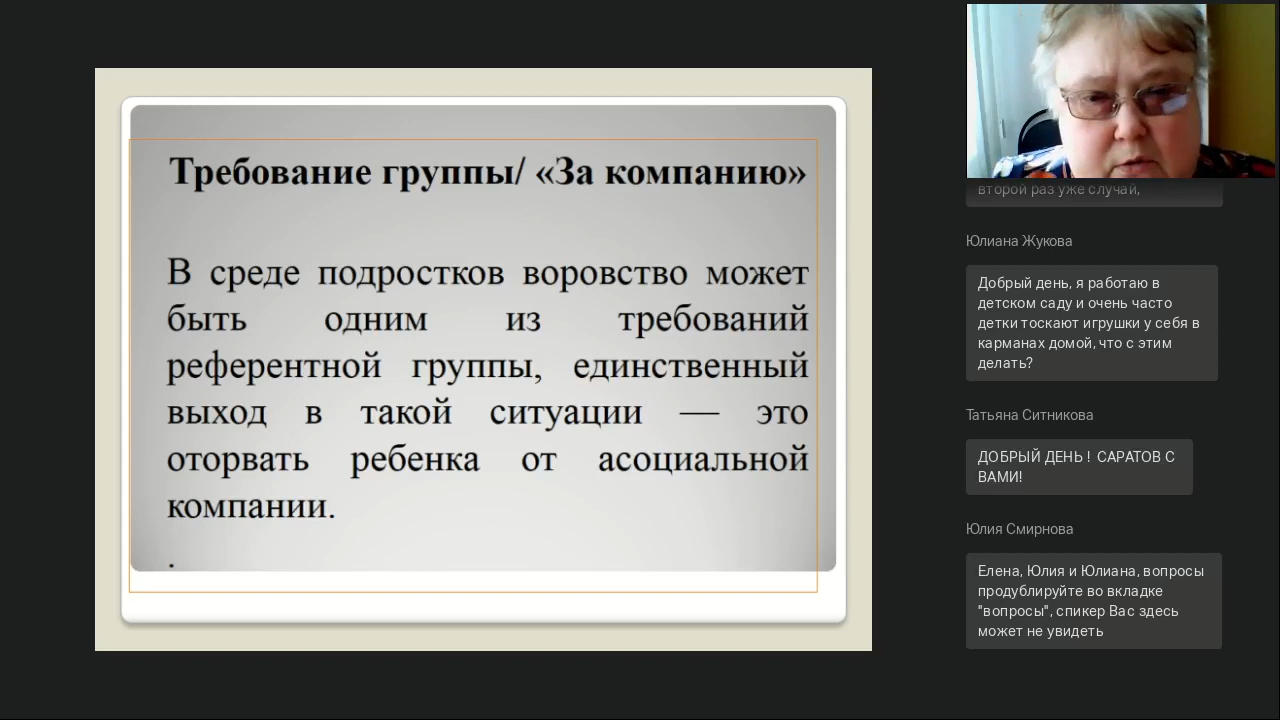 Требование группы/ «За компанию»
В среде подростков воровство может
быть одним из требований
референтной группы, единственный
выход в такой ситуации — это
оторвать ребенка от асоциальной
компании.
.
второй раз уже случай,
Юлиана Жукова
Добрый день, я работаю в
детском саду и очень часто
детки тоскают игрушки у себя в
карманах домой, что с этим
делать?
Татьяна Ситникова
ДОБРЫЙ ДЕНЬ ! САРАТОВ С
ВАМИ!
Юлия Смирнова
Елена, Юлия и Юлиана, вопросы
продублируйте во вкладке
"вопросы", спикер Вас здесь
может не увидеть